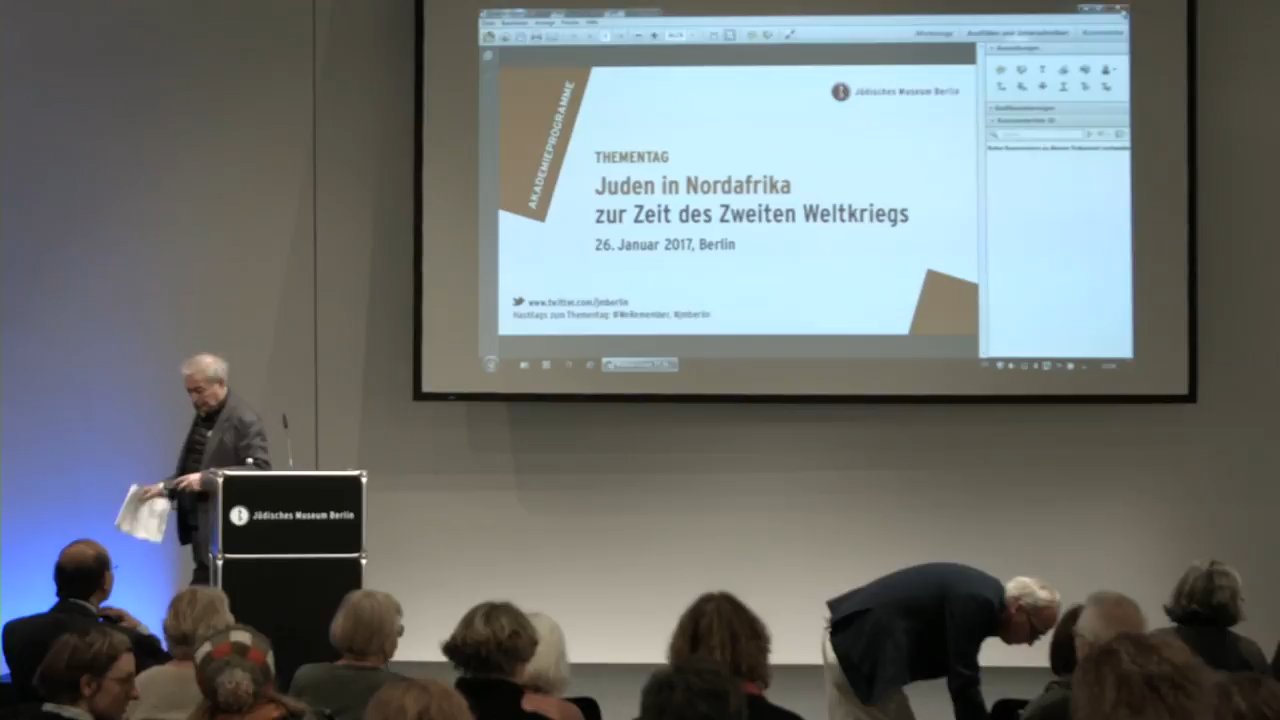 Jüdisches Museum Berlin
AKADEMIEPROGRAMME
THEMENTAG
Juden in Nordafrika
zur Zeit des Zweiten Weltkriegs
26. Januar 2017, Berlin
www.twitter.com/jmberlin
Hashtags zum Thementag: #WeRemember, #jmberlin
Jüdisches Museum Berlin